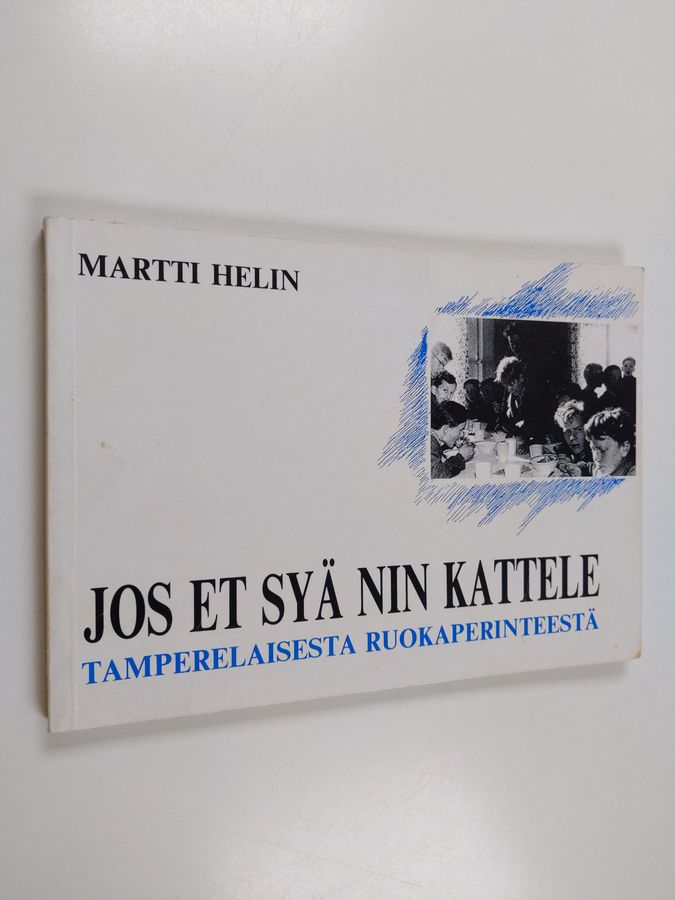 MARTTI HELIN
JOS ET SYÄ NIN KATTELE
TAMPERELAISESTA RUOKAPERINTEESTÄ